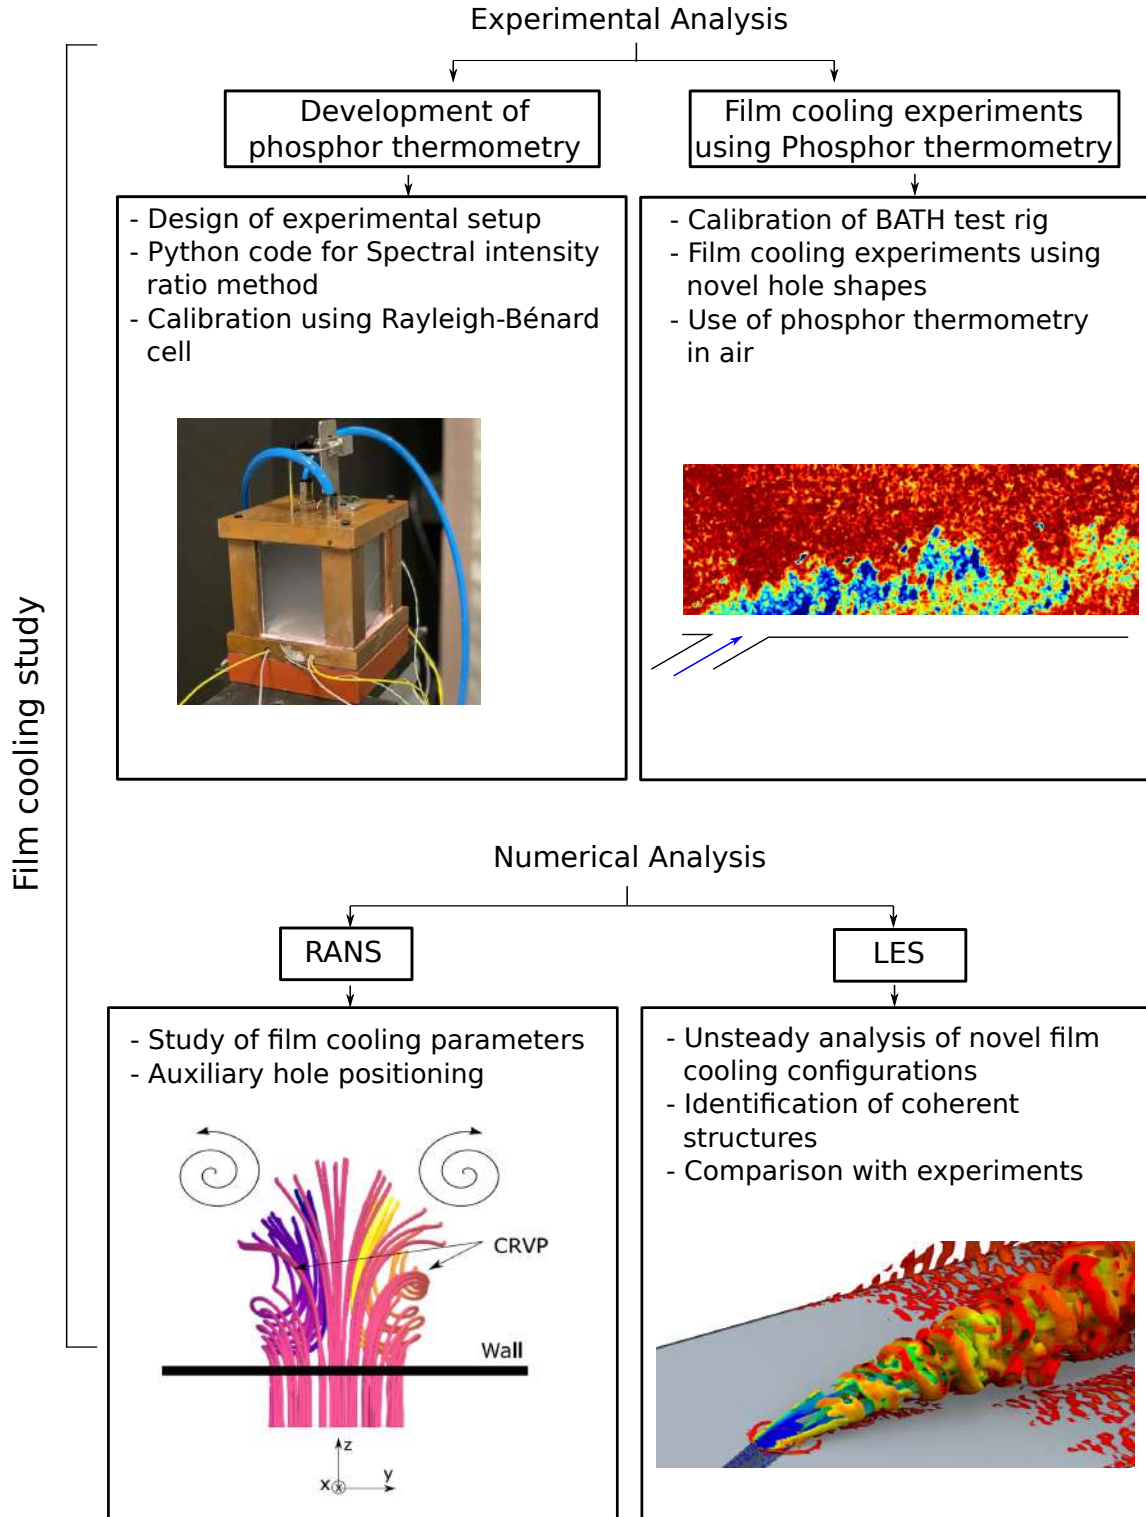 Experimental Analysis
Development of
phosphor thermometry
Film cooling experiments
using Phosphor thermometry
- Design of experimental setup
- Python code for Spectral intensity
ratio method
- Calibration using Rayleigh-Bénard
cell
- Calibration of BATH test rig
- Film cooling experiments using
novel hole shapes
- Use of phosphor thermometry
in air
Film cooling study
Numerical Analysis
RANS
LES
- Study of film cooling parameters
- Auxiliary hole positioning
CRVP
Wall
z
y
x
x
- Unsteady analysis of novel film
cooling configurations
- Identification of coherent
structures
- Comparison with experiments